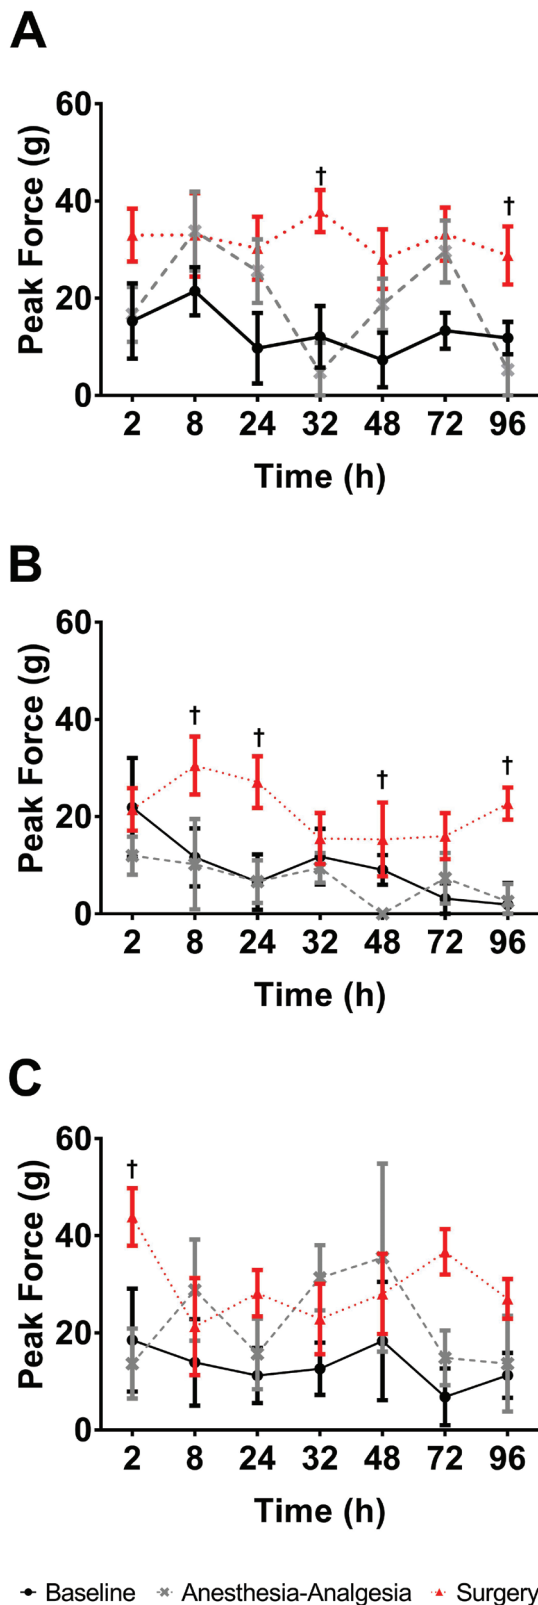 A
Peak Force (g)
60
40
20
0
†
†
2 8 24 32 48 72 96
Time (h)
B
Peak Force (g)
60
40
20
0
†
†
†
†
2 8 24 32 48 72 96
Time (h)
C
Peak Force (g)
60
40
20
0
†
2 8 24 32 48 72 96
Time (h)
Baseline Anesthesia-Analgesia Surgery